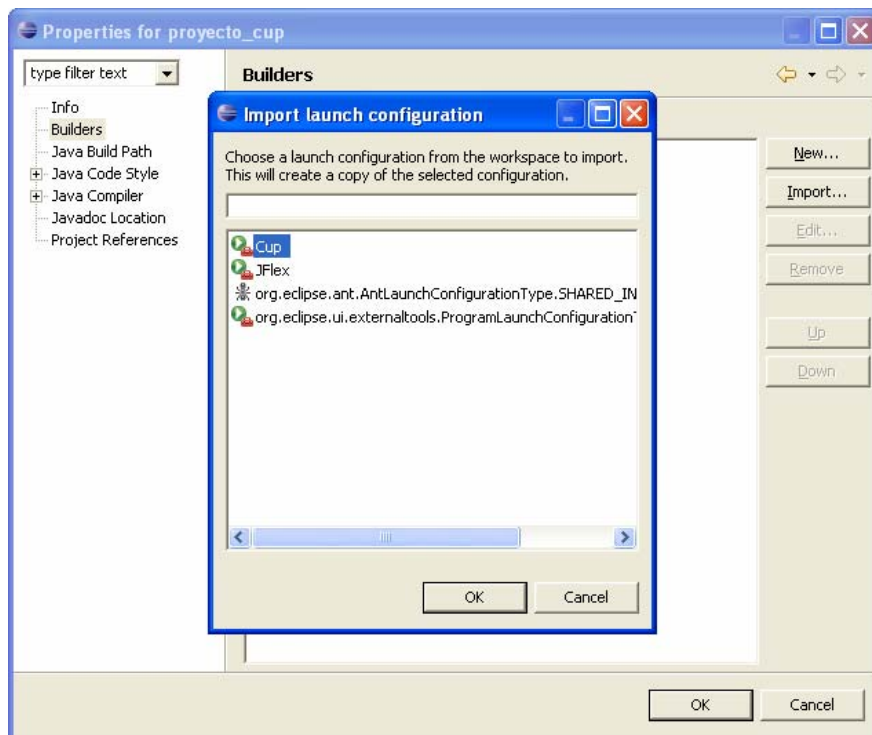 Properties for proyecto_cup
type filter text
Builders
Info
Builders
Java Build Path
Java Code Style
Java Compiler
Javadoc Location
Project References
Import launch configuration
Choose a launch configuration from the workspace to import.
This will create a copy of the selected configuration.
Cup
JFlex
org.eclipse.ant.AntLaunchConfigurationType.SHARED_IN
org.eclipse.ui.externaltools.ProgramLaunchConfiguration
OK
Cancel
New...
Import...
Edit...
Remove
Up
Down
OK
Cancel